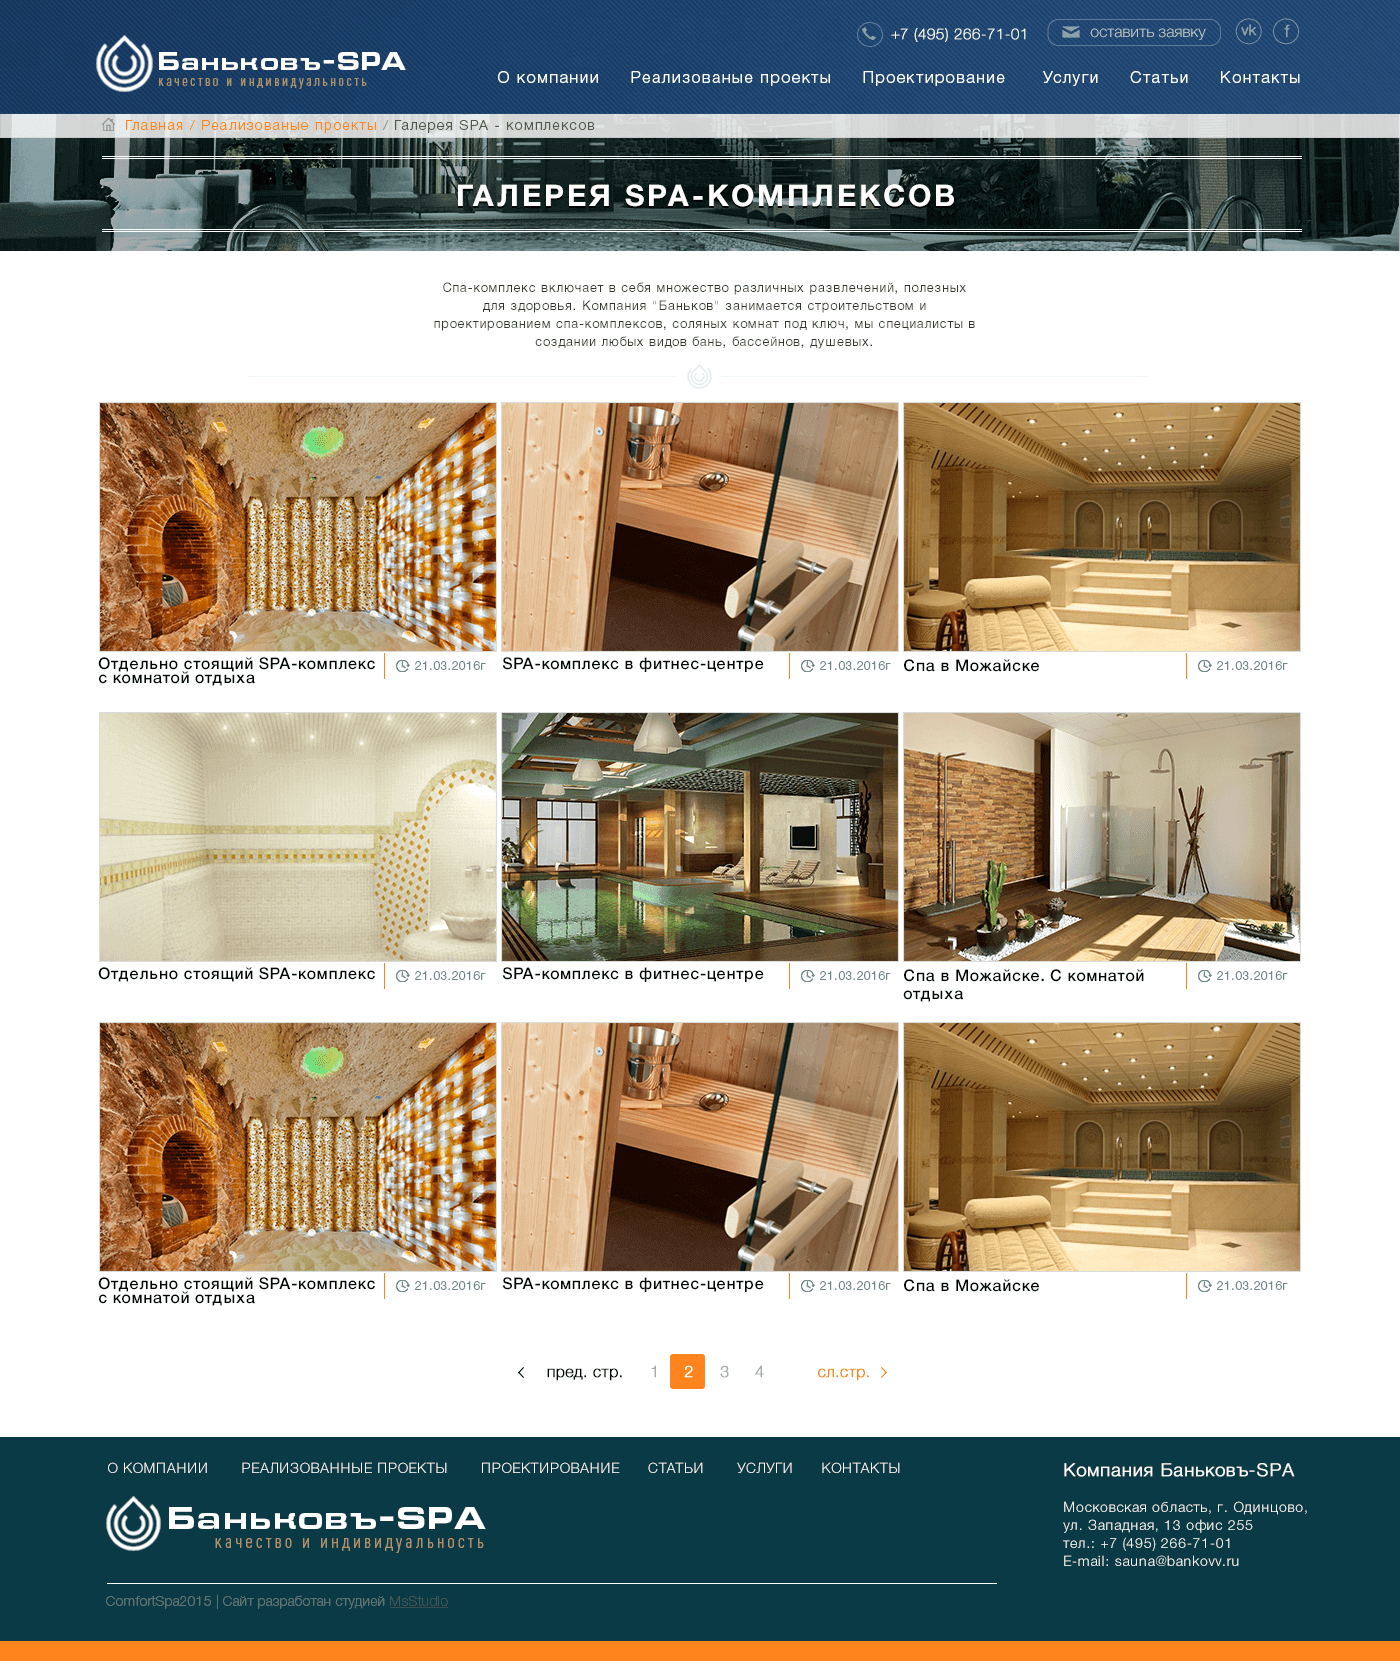 +7 (495) 266-71-01
оставить заявку
vk
f
Баньковъ-SPA
качество и индивидуальность
О компании
Реализованые проекты
Проектирование
Услуги
Статьи
Контакты
Главная / Реализованые проекты / Галерея SPA - комплексов
ГАЛЕРЕЯ SPA-КОМПЛЕКСОВ
Спа-комплекс включает в себя множество различных развлечений, полезных
для здоровья. Компания "Баньков" занимается строительством и
проектированием спа-комплексов, соляных комнат под ключ, мы специалисты в
создании любых видов бань, бассейнов, душевых.
Отдельно стоящий SPA-комплекс
с комнатой отдыха
21.03.2016г
SPA-комплекс в фитнес-центре
21.03.2016г
Спа в Можайске
21.03.2016г
Отдельно стоящий SPA-комплекс
21.03.2016г
SPA-комплекс в фитнес-центре
21.03.2016г
Спа в Можайске. С комнатой
отдыха
21.03.2016г
Отдельно стоящий SPA-комплекс
с комнатой отдыха
21.03.2016г
SPA-комплекс в фитнес-центре
21.03.2016г
Спа в Можайске
21.03.2016г
пред. стр. 1 2 3 4 сл.стр.
О КОМПАНИИ
РЕАЛИЗОВАННЫЕ ПРОЕКТЫ
ПРОЕКТИРОВАНИЕ
СТАТЬИ
УСЛУГИ
КОНТАКТЫ
Баньковъ-SPA
качество и индивидуальность
Компания Баньковъ-SPA
Московская область, г. Одинцово,
ул. Западная, 13 офис 255
тел.: +7 (495) 266-71-01
E-mail: sauna@bankovv.ru
ComfortSpa2015 | Сайт разработан студией MsStudio